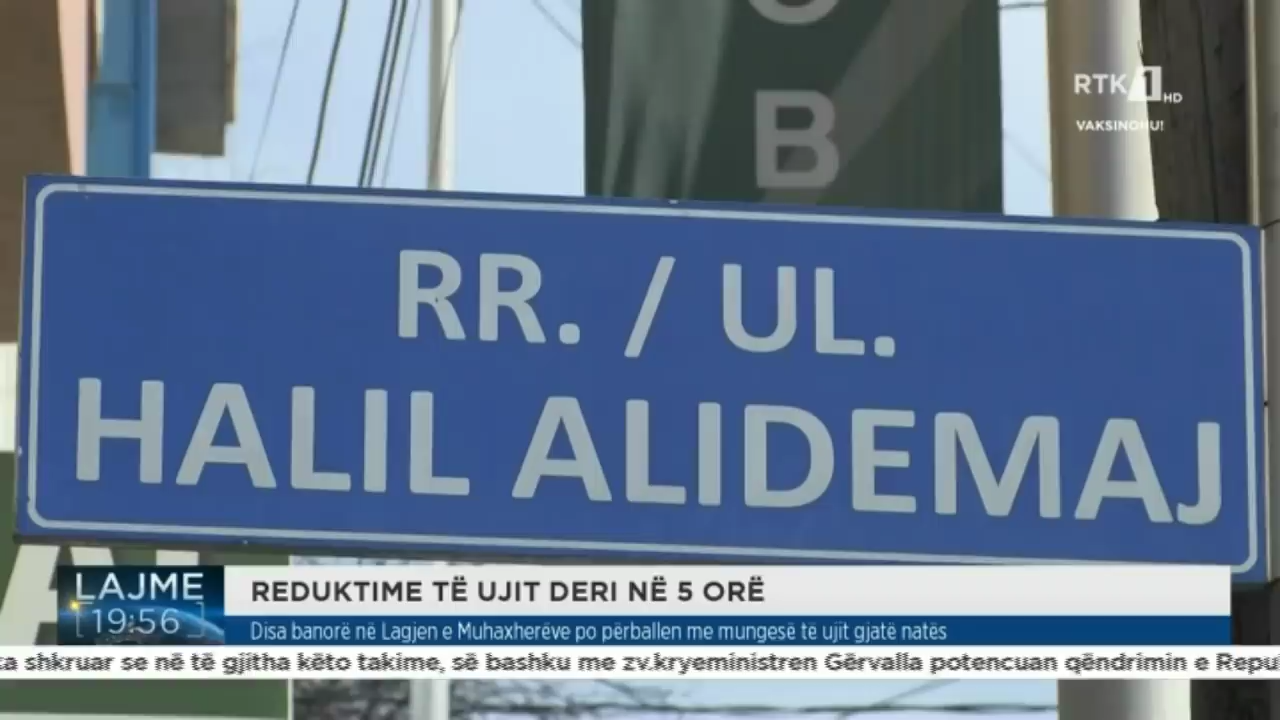 B
RTK 1 HD
VAKSINOHU!
RR. / UL.
HALIL ALIDEMAJ
LAJME
19:56
REDUKTIME TË UJIT DERI NË 5 ORË
Disa banorë në Lagjen e Muhaxherëve po përballen me mungesë të ujit gjatë natës
shkruar se në të gjitha këto takime, së bashku me zv.kryeministren Gërvalla potencuan qëndrimin e